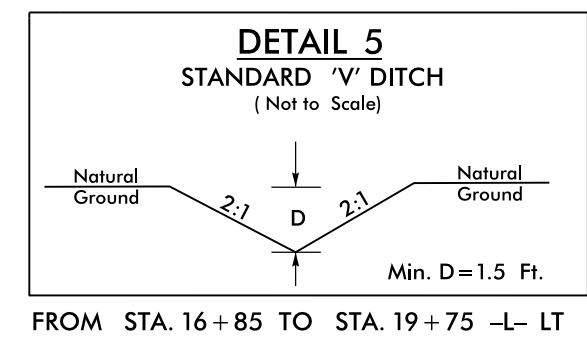 DETAIL 5
STANDARD 'V' DITCH
( Not to Scale)
Natural
Ground
2:1
D
2:1
Natural
Ground
Min. D=1.5 Ft.
FROM STA. 16+85 TO STA. 19+75 -L- LT